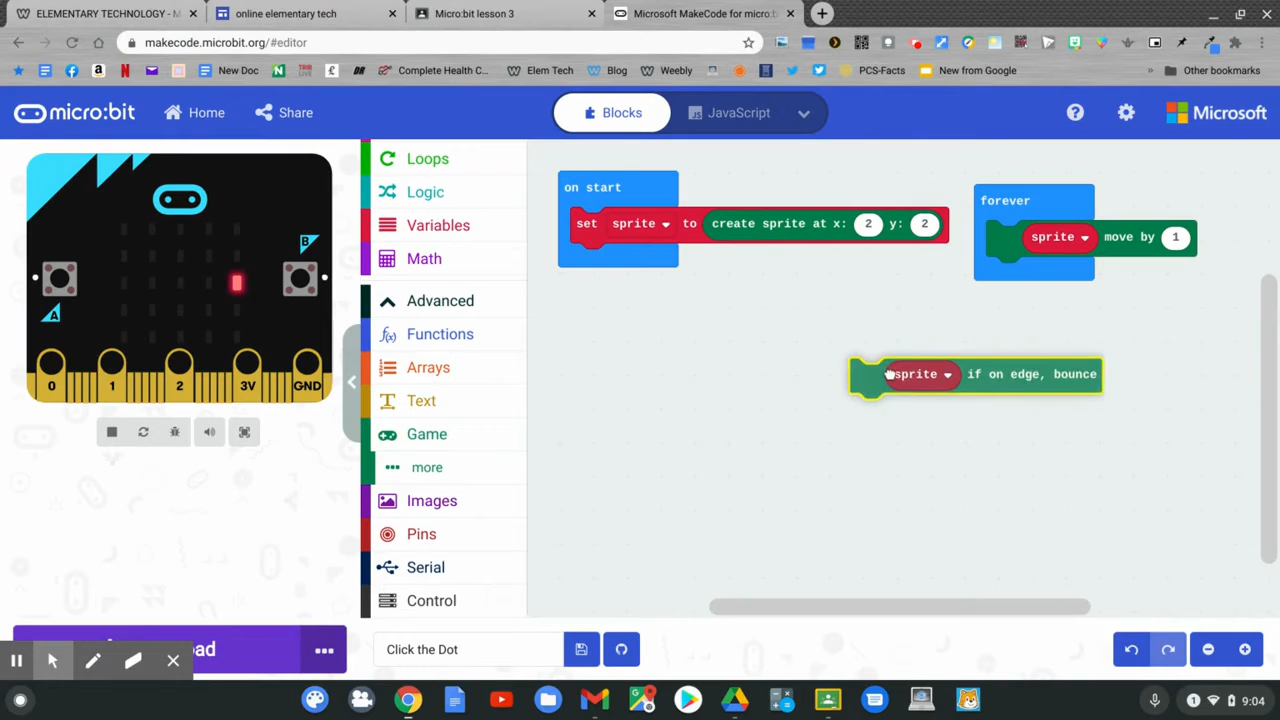 ELEMENTARY TECHNOLOGY - M
online elementary tech
Micro:bit lesson 3
Microsoft MakeCode for micro:b
makecode.microbit.org/#editor
New Doc
Complete Health C...
Elem Tech
Blog
Weebly
PCS-Facts
New from Google
Other bookmarks
micro:bit
Home
Share
Blocks
JavaScript
Microsoft
A
B
0
1
2
3V
GND
Loops
Logic
Variables
Math
Advanced
Functions
Arrays
Text
Game
more
Images
Pins
Serial
Control
on start
set sprite to create sprite at x: 2 y: 2
forever
sprite move by 1
sprite if on edge, bounce
Click the Dot
1
9:04